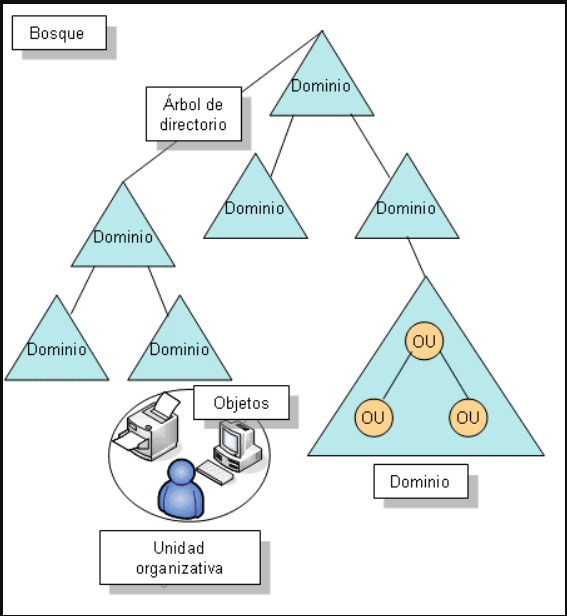 Bosque
Dominio
Árbol de
directorio
Dominio
Dominio
Dominio
Dominio
Dominio
OU
OU
OU
Objetos
Dominio
Unidad
organizativa